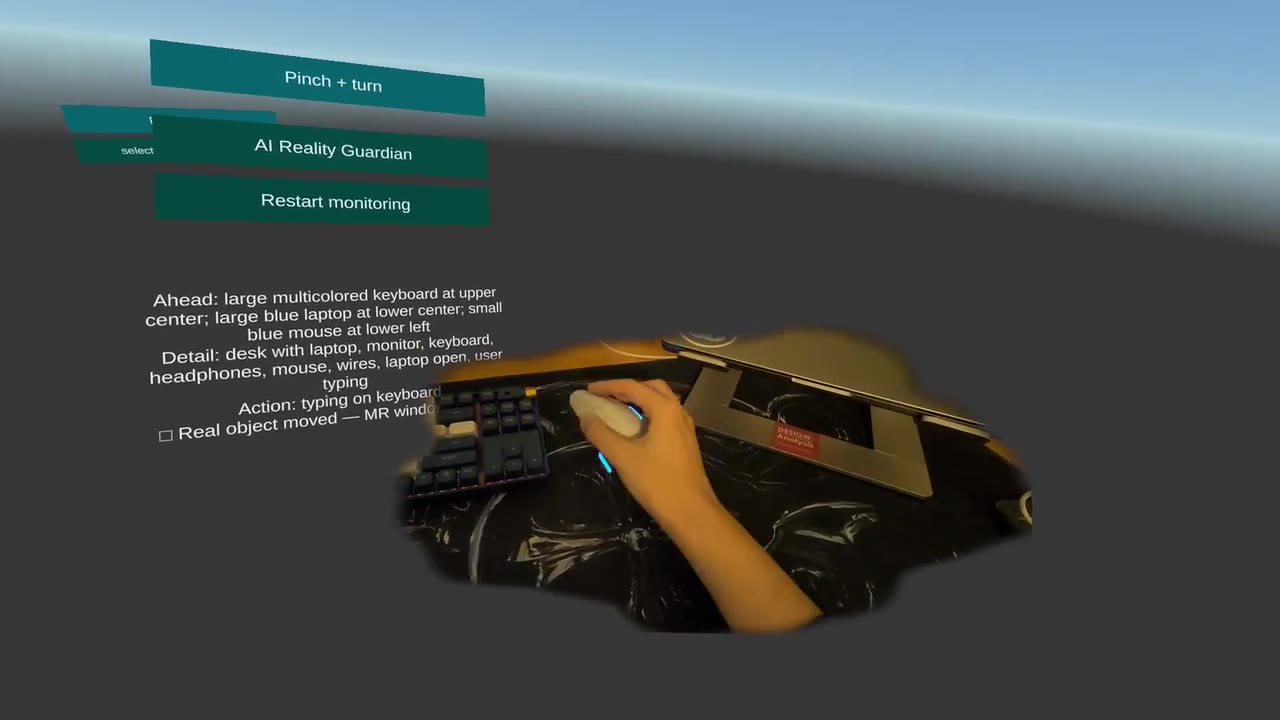 Pinch + turn
AI Reality Guardian
select
Restart monitoring
Ahead: large multicolored keyboard at upper
center; large blue laptop at lower center; small
blue mouse at lower left
Detail: desk with laptop, monitor, keyboard,
headphones, mouse, wires, laptop open, user
typing
Action: typing on keyboard
☐ Real object moved — MR windo
DESIGN
Analysis